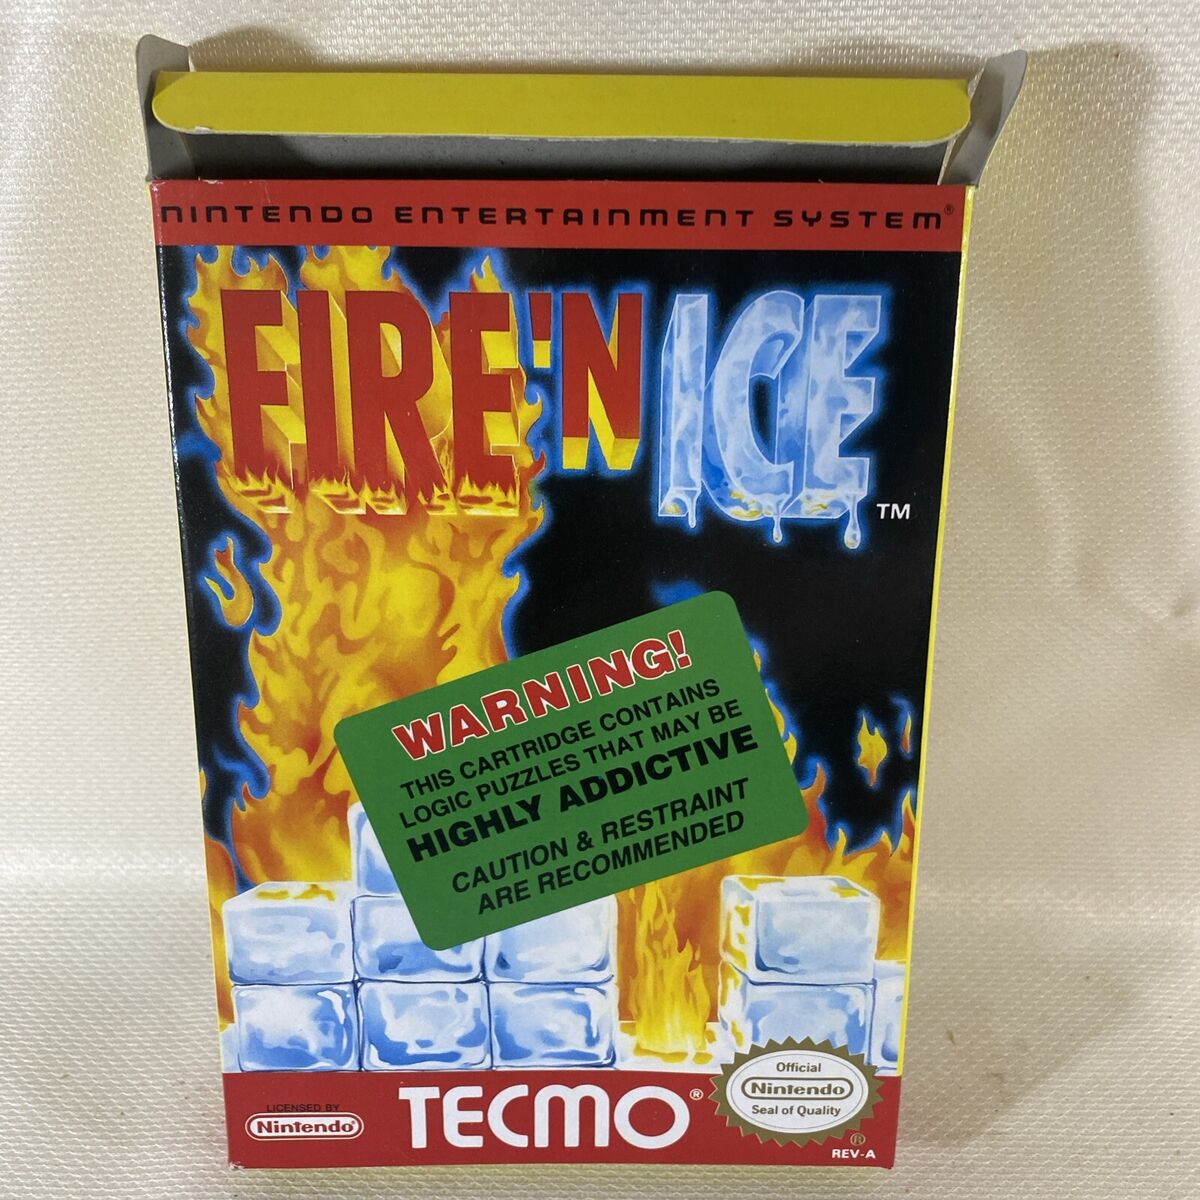 NINTENDO ENTERTAINMENT SYSTEM®
FIRE'N ICE
TM
WARNING!
THIS CARTRIDGE CONTAINS
LOGIC PUZZLES THAT MAY BE
HIGHLY ADDICTIVE
CAUTION & RESTRAINT
ARE RECOMMENDED
LICENSED BY
Nintendo®
TECMO®
Official
Nintendo
Seal of Quality
®
REV-A